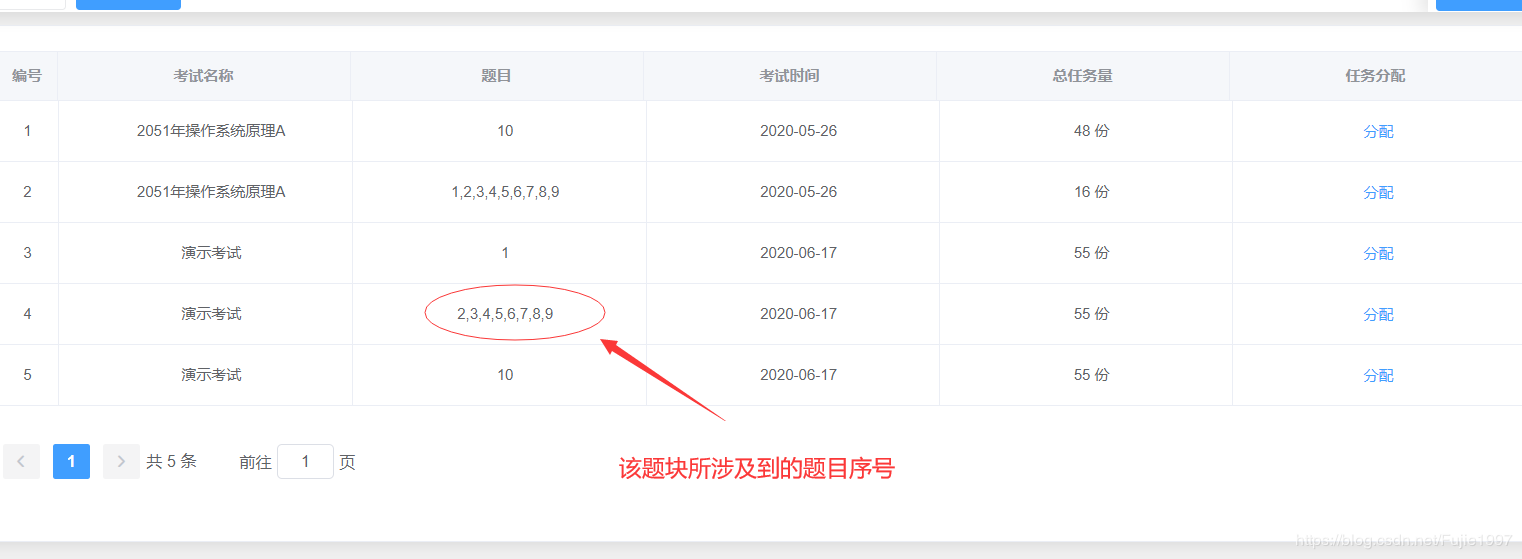 编号 考试名称 题目 考试时间 总任务量 任务分配
1 2051年操作系统原理A 10 2020-05-26 48 份 分配
2 2051年操作系统原理A 1,2,3,4,5,6,7,8,9 2020-05-26 16 份 分配
3 演示考试 1 2020-06-17 55 份 分配
4 演示考试 2,3,4,5,6,7,8,9 2020-06-17 55 份 分配
5 演示考试 10 2020-06-17 55 份 分配
1 共 5 条 前往 1 页
该题块所涉及到的题目序号
https://blog.csdn.net/Fujie1997